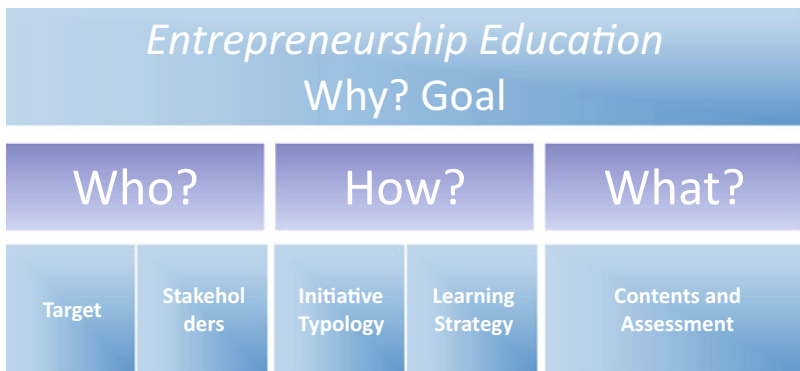 Entrepreneurship Education
Why? Goal
Who?
How?
What?
Target
Stakehol
ders
Initiative
Typology
Learning
Strategy
Contents and
Assessment